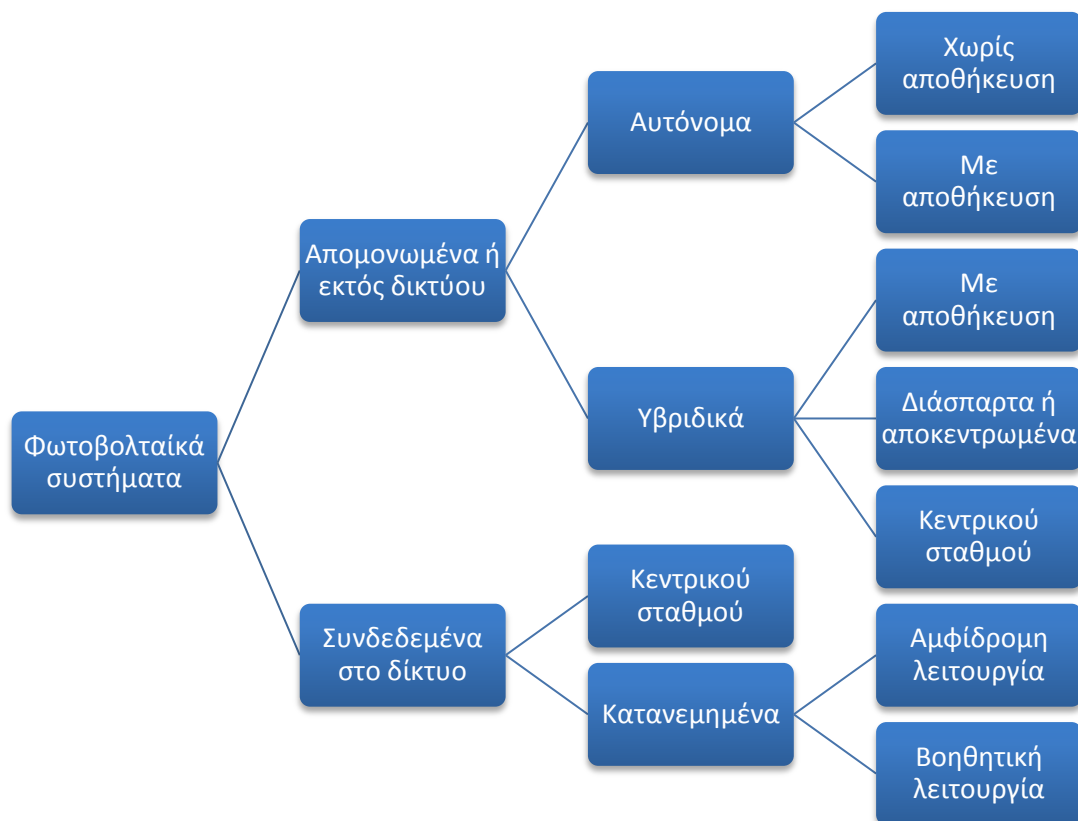 Φωτοβολταίκά
συστήματα
Απομονωμένα ή
εκτός δικτύου
Αυτόνομα
Χωρίς
αποθήκευση
Με
αποθήκευση
Υβριδικά
Με
αποθήκευση
Διάσπαρτα ή
αποκεντρωμένα
Κεντρικού
σταθμού
Συνδεδεμένα
στο δίκτυο
Κεντρικού
σταθμού
Κατανεμημένα
Αμφίδρομη
λειτουργία
Βοηθητική
λειτουργία